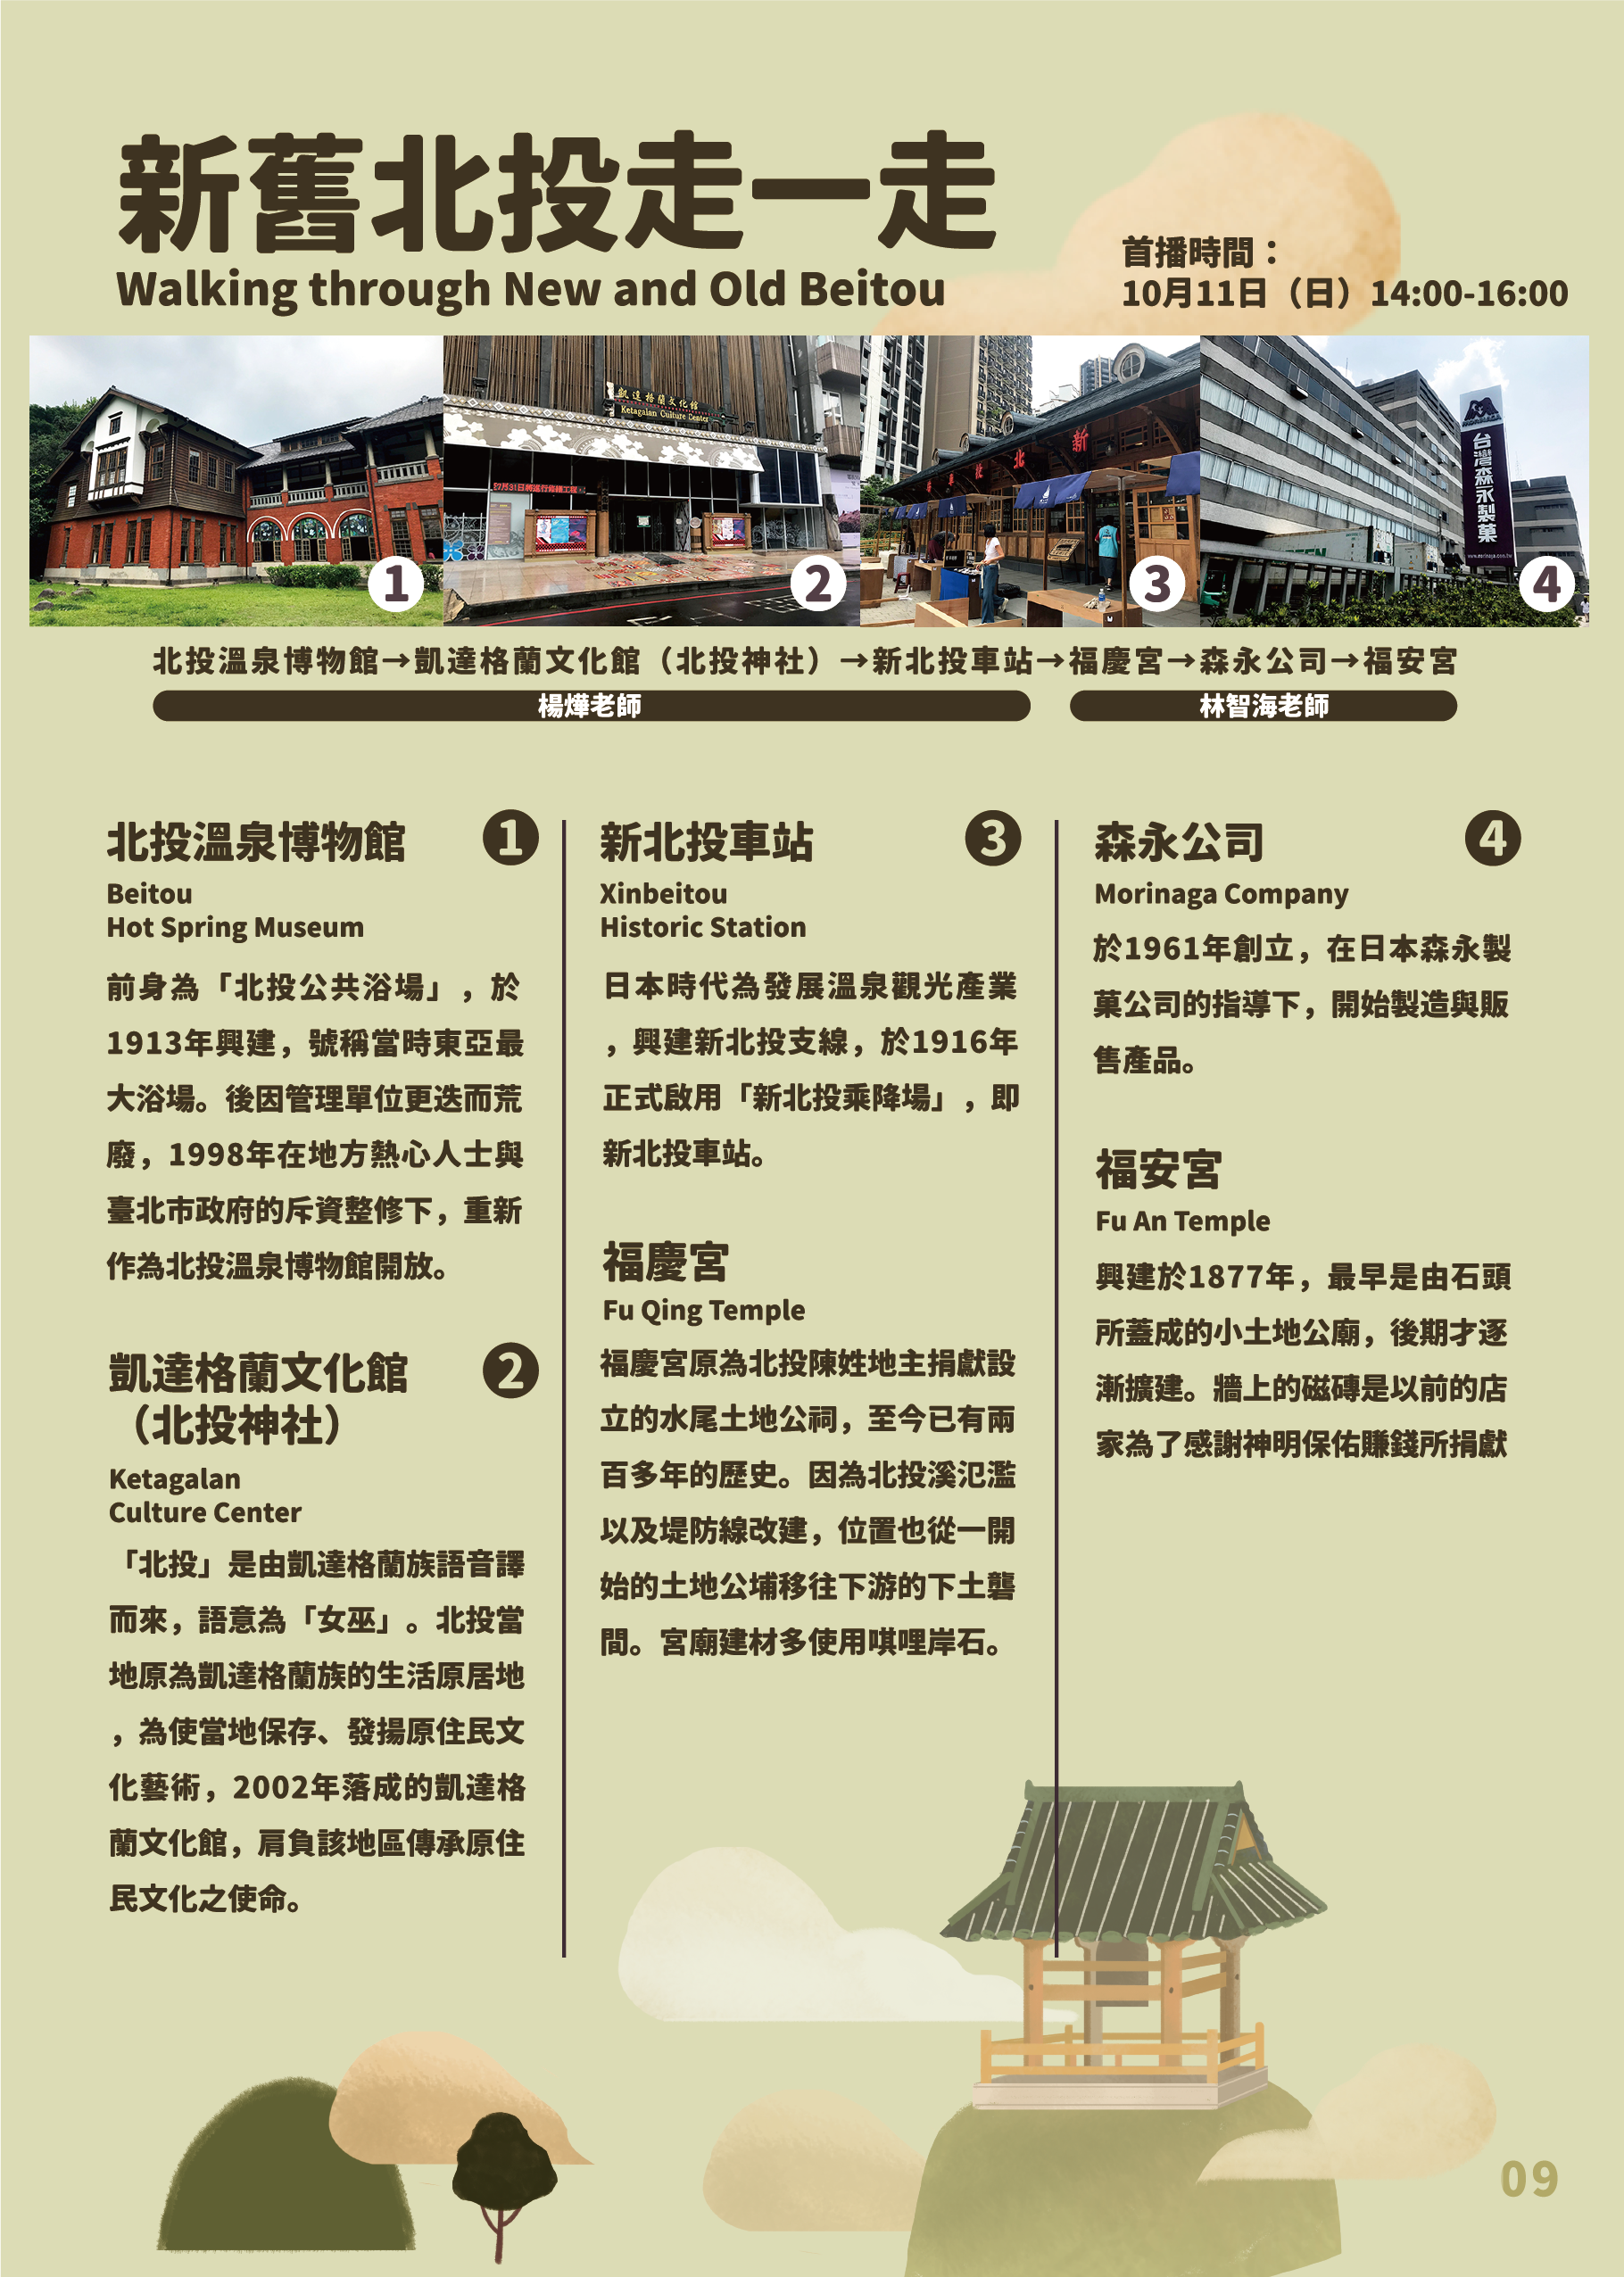 新舊北投走一走
Walking through New and Old Beitou
首播時間：
10月11日（日）14:00-16:00
凱達格蘭文化館
Ketagalan Culture Center
新北投車站
台灣森永製菓
www.morinaga.com.tw
1
2
3
4
北投溫泉博物館→凱達格蘭文化館（北投神社）→新北投車站→福慶宮→森永公司→福安宮
楊燁老師
林智海老師
北投溫泉博物館
1
Beitou
Hot Spring Museum
前身為「北投公共浴場」，於
1913年興建，號稱當時東亞最
大浴場。後因管理單位更迭而荒
廢，1998年在地方熱心人士與
臺北市政府的斥資整修下，重新
作為北投溫泉博物館開放。
凱達格蘭文化館
（北投神社）
2
Ketagalan
Culture Center
「北投」是由凱達格蘭族語音譯
而來，語意為「女巫」。北投當
地原為凱達格蘭族的生活原居地
，為使當地保存、發揚原住民文
化藝術，2002年落成的凱達格
蘭文化館，肩負該地區傳承原住
民文化之使命。
新北投車站
3
Xinbeitou
Historic Station
日本時代為發展溫泉觀光產業
，興建新北投支線，於1916年
正式啟用「新北投乘降場」，即
新北投車站。
福慶宮
Fu Qing Temple
福慶宮原為北投陳姓地主捐獻設
立的水尾土地公祠，至今已有兩
百多年的歷史。因為北投溪氾濫
以及堤防線改建，位置也從一開
始的土地公埔移往下游的下土礱
間。宮廟建材多使用唭哩岸石。
森永公司
4
Morinaga Company
於1961年創立，在日本森永製
菓公司的指導下，開始製造與販
售產品。
福安宮
Fu An Temple
興建於1877年，最早是由石頭
所蓋成的小土地公廟，後期才逐
漸擴建。牆上的磁磚是以前的店
家為了感謝神明保佑賺錢所捐獻
09